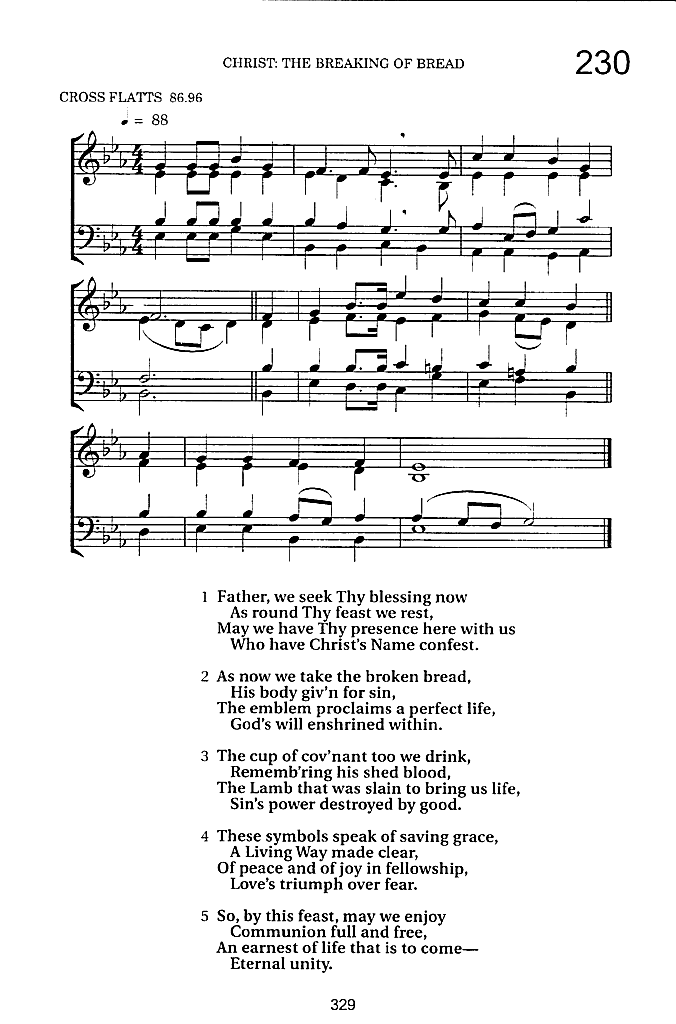 CHRIST: THE BREAKING OF BREAD
230
CROSS FLATTS 86.96
♩ = 88
1 Father, we seek Thy blessing now
As round Thy feast we rest,
May we have Thy presence here with us
Who have Christ's Name confest.
2 As now we take the broken bread,
His body giv'n for sin,
The emblem proclaims a perfect life,
God's will enshrined within.
3 The cup of cov'nant too we drink,
Rememb'ring his shed blood,
The Lamb that was slain to bring us life,
Sin's power destroyed by good.
4 These symbols speak of saving grace,
A Living Way made clear,
Of peace and of joy in fellowship,
Love's triumph over fear.
5 So, by this feast, may we enjoy
Communion full and free,
An earnest of life that is to come—
Eternal unity.
329